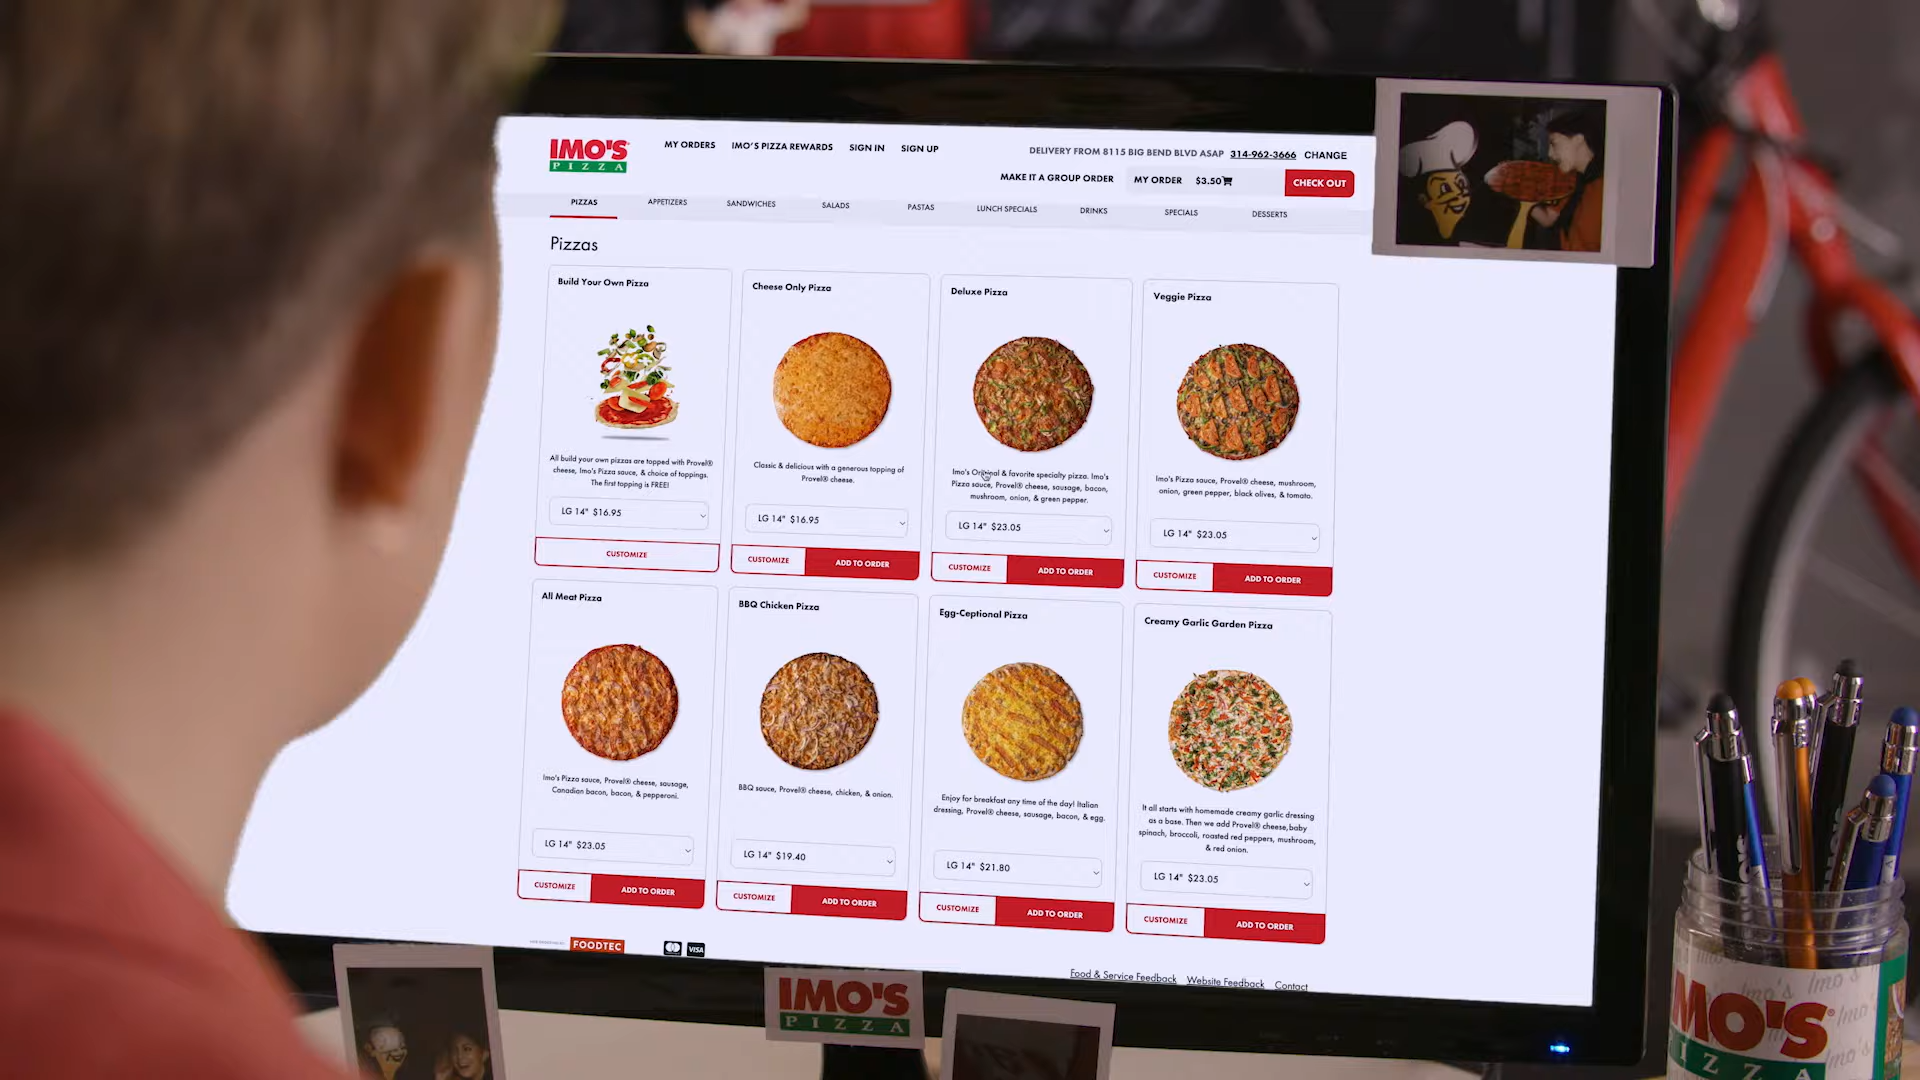 IMO'S
PIZZA
MY ORDERS
IMO'S PIZZA REWARDS
SIGN IN
SIGN UP
DELIVERY FROM 8115 BIG BEND BLVD ASAP
314-962-3666
CHANGE
MAKE IT A GROUP ORDER
MY ORDER
$3.50
CHECK OUT
PIZZAS
APPETIZERS
SANDWICHES
SALADS
PASTAS
LUNCH SPECIALS
DRINKS
SPECIALS
DESSERTS
Pizzas
Build Your Own Pizza
All build your own pizzas are topped with Provel®
cheese, Imo's Pizza sauce, & choice of toppings.
The first topping is FREE!
LG 14" $16.95
CUSTOMIZE
Cheese Only Pizza
Classic & delicious with a generous topping of
Provel® cheese.
LG 14" $16.95
CUSTOMIZE
ADD TO ORDER
Deluxe Pizza
Imo's Original & favorite specialty pizza. Imo's
Pizza sauce, Provel® cheese, sausage, bacon,
mushroom, onion, & green pepper.
LG 14" $23.05
CUSTOMIZE
ADD TO ORDER
Veggie Pizza
Imo's Pizza sauce, Provel® cheese, mushroom,
onion, green pepper, black olives, & tomato.
LG 14" $23.05
CUSTOMIZE
ADD TO ORDER
All Meat Pizza
Imo's Pizza sauce, Provel® cheese, sausage,
Canadian bacon, bacon, & pepperoni.
LG 14" $23.05
CUSTOMIZE
ADD TO ORDER
BBQ Chicken Pizza
BBQ sauce, Provel® cheese, chicken, & onion.
LG 14" $19.40
CUSTOMIZE
ADD TO ORDER
Egg-Ceptional Pizza
Enjoy for breakfast any time of the day! Italian
dressing, Provel® cheese, sausage, bacon, & egg.
LG 14" $21.80
CUSTOMIZE
ADD TO ORDER
Creamy Garlic Garden Pizza
It all starts with homemade creamy garlic dressing
as a base. Then we add Provel® cheese,baby
spinach, broccoli, roasted red peppers, mushroom,
& red onion.
LG 14" $23.05
CUSTOMIZE
ADD TO ORDER
FOODTEC
VISA
Food & Service Feedback
Website Feedback
Contact
IMO'S
PIZZA
IMO'S
IZZA